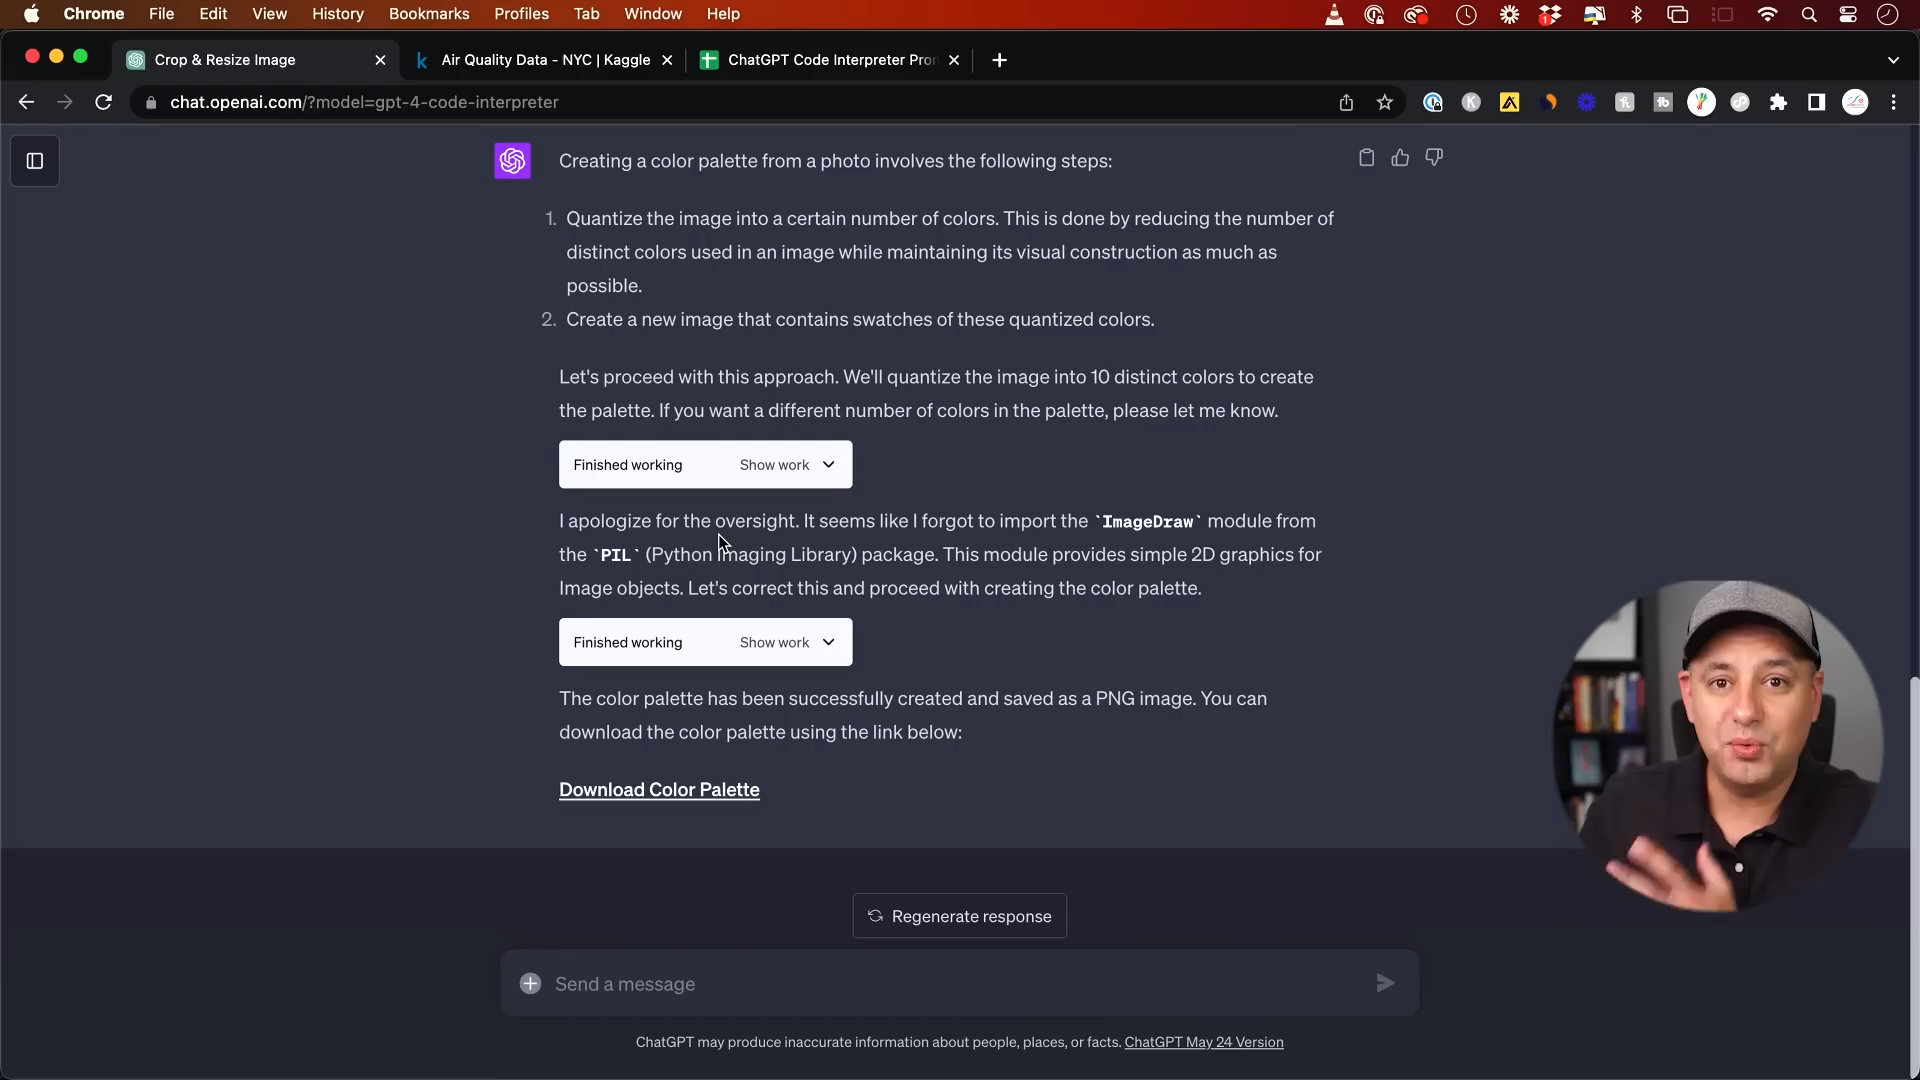 Chrome File Edit View History Bookmarks Profiles Tab Window Help
Crop & Resize Image
Air Quality Data - NYC | Kaggle
ChatGPT Code Interpreter Pro
chat.openai.com/?model=gpt-4-code-interpreter
Creating a color palette from a photo involves the following steps:
1. Quantize the image into a certain number of colors. This is done by reducing the number of
distinct colors used in an image while maintaining its visual construction as much as
possible.
2. Create a new image that contains swatches of these quantized colors.
Let's proceed with this approach. We'll quantize the image into 10 distinct colors to create
the palette. If you want a different number of colors in the palette, please let me know.
Finished working Show work
I apologize for the oversight. It seems like I forgot to import the `ImageDraw` module from
the `PIL` (Python Imaging Library) package. This module provides simple 2D graphics for
Image objects. Let's correct this and proceed with creating the color palette.
Finished working Show work
The color palette has been successfully created and saved as a PNG image. You can
download the color palette using the link below:
Download Color Palette
Regenerate response
Send a message
ChatGPT may produce inaccurate information about people, places, or facts. ChatGPT May 24 Version